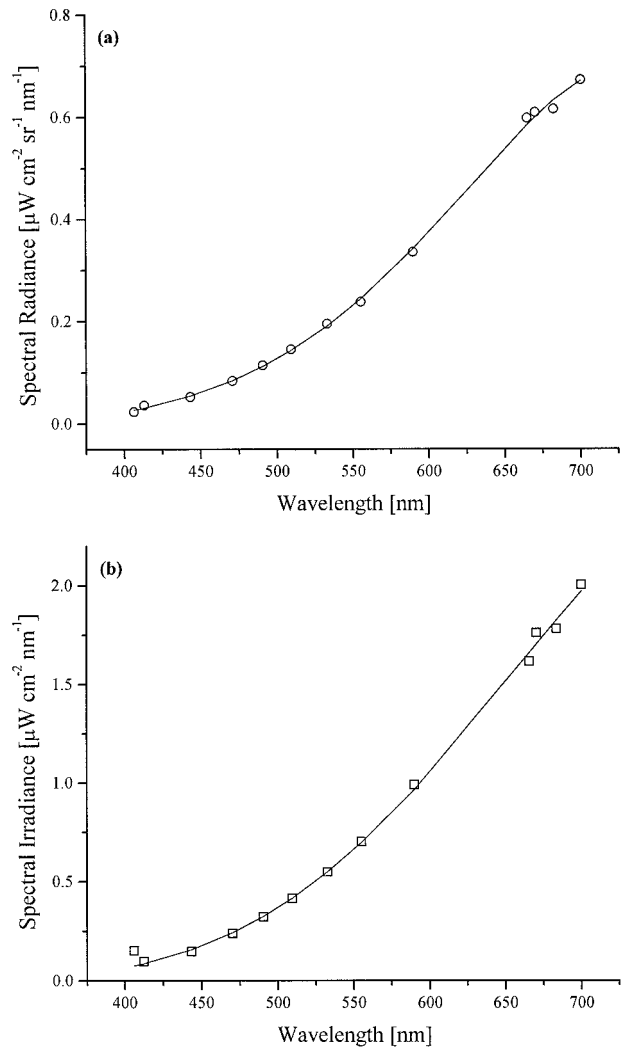 (a)
Spectral Radiance [µW cm-2 sr-1 nm-1]
0.8
0.6
0.4
0.2
0.0
400 450 500 550 600 650 700
Wavelength [nm]
(b)
Spectral Irradiance [µW cm-2 nm-1]
2.0
1.5
1.0
0.5
0.0
400 450 500 550 600 650 700
Wavelength [nm]